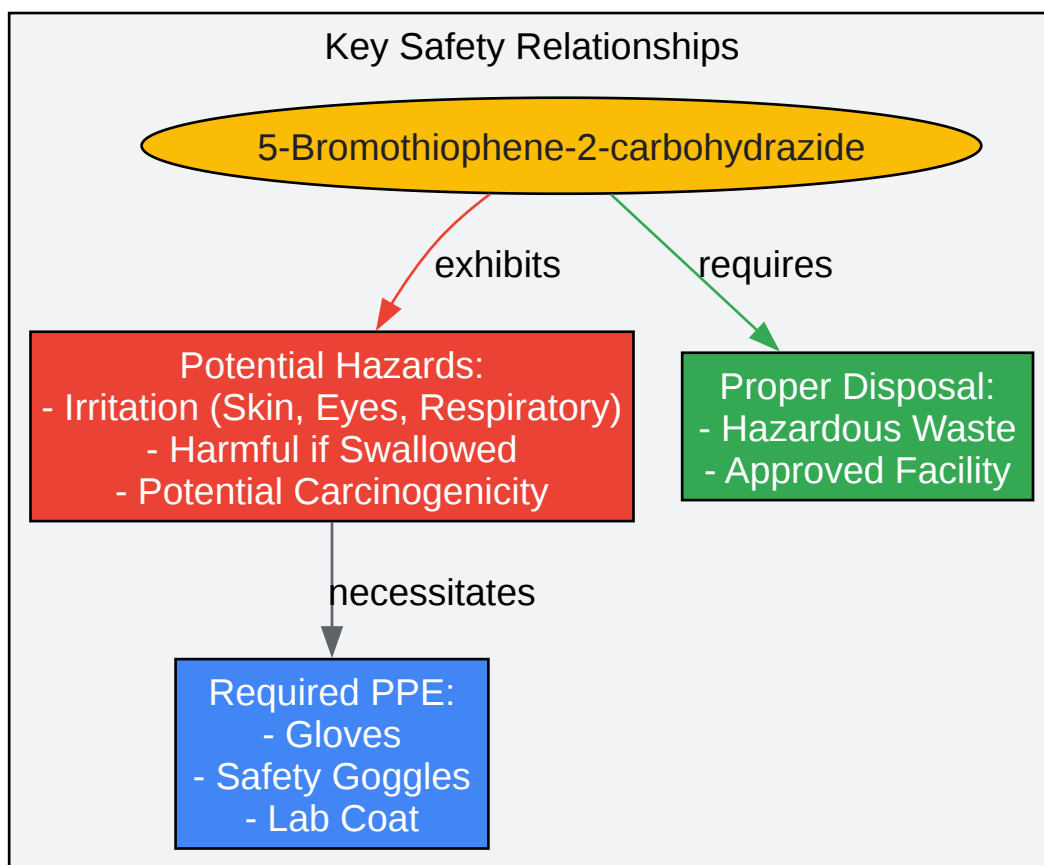 Key Safety Relationships
5-Bromothiophene-2-carbohydrazide
exhibits
requires
Potential Hazards:
- Irritation (Skin, Eyes, Respiratory)
- Harmful if Swallowed
- Potential Carcinogenicity
Proper Disposal:
- Hazardous Waste
- Approved Facility
necessitates
Required PPE:
- Gloves
- Safety Goggles
- Lab Coat